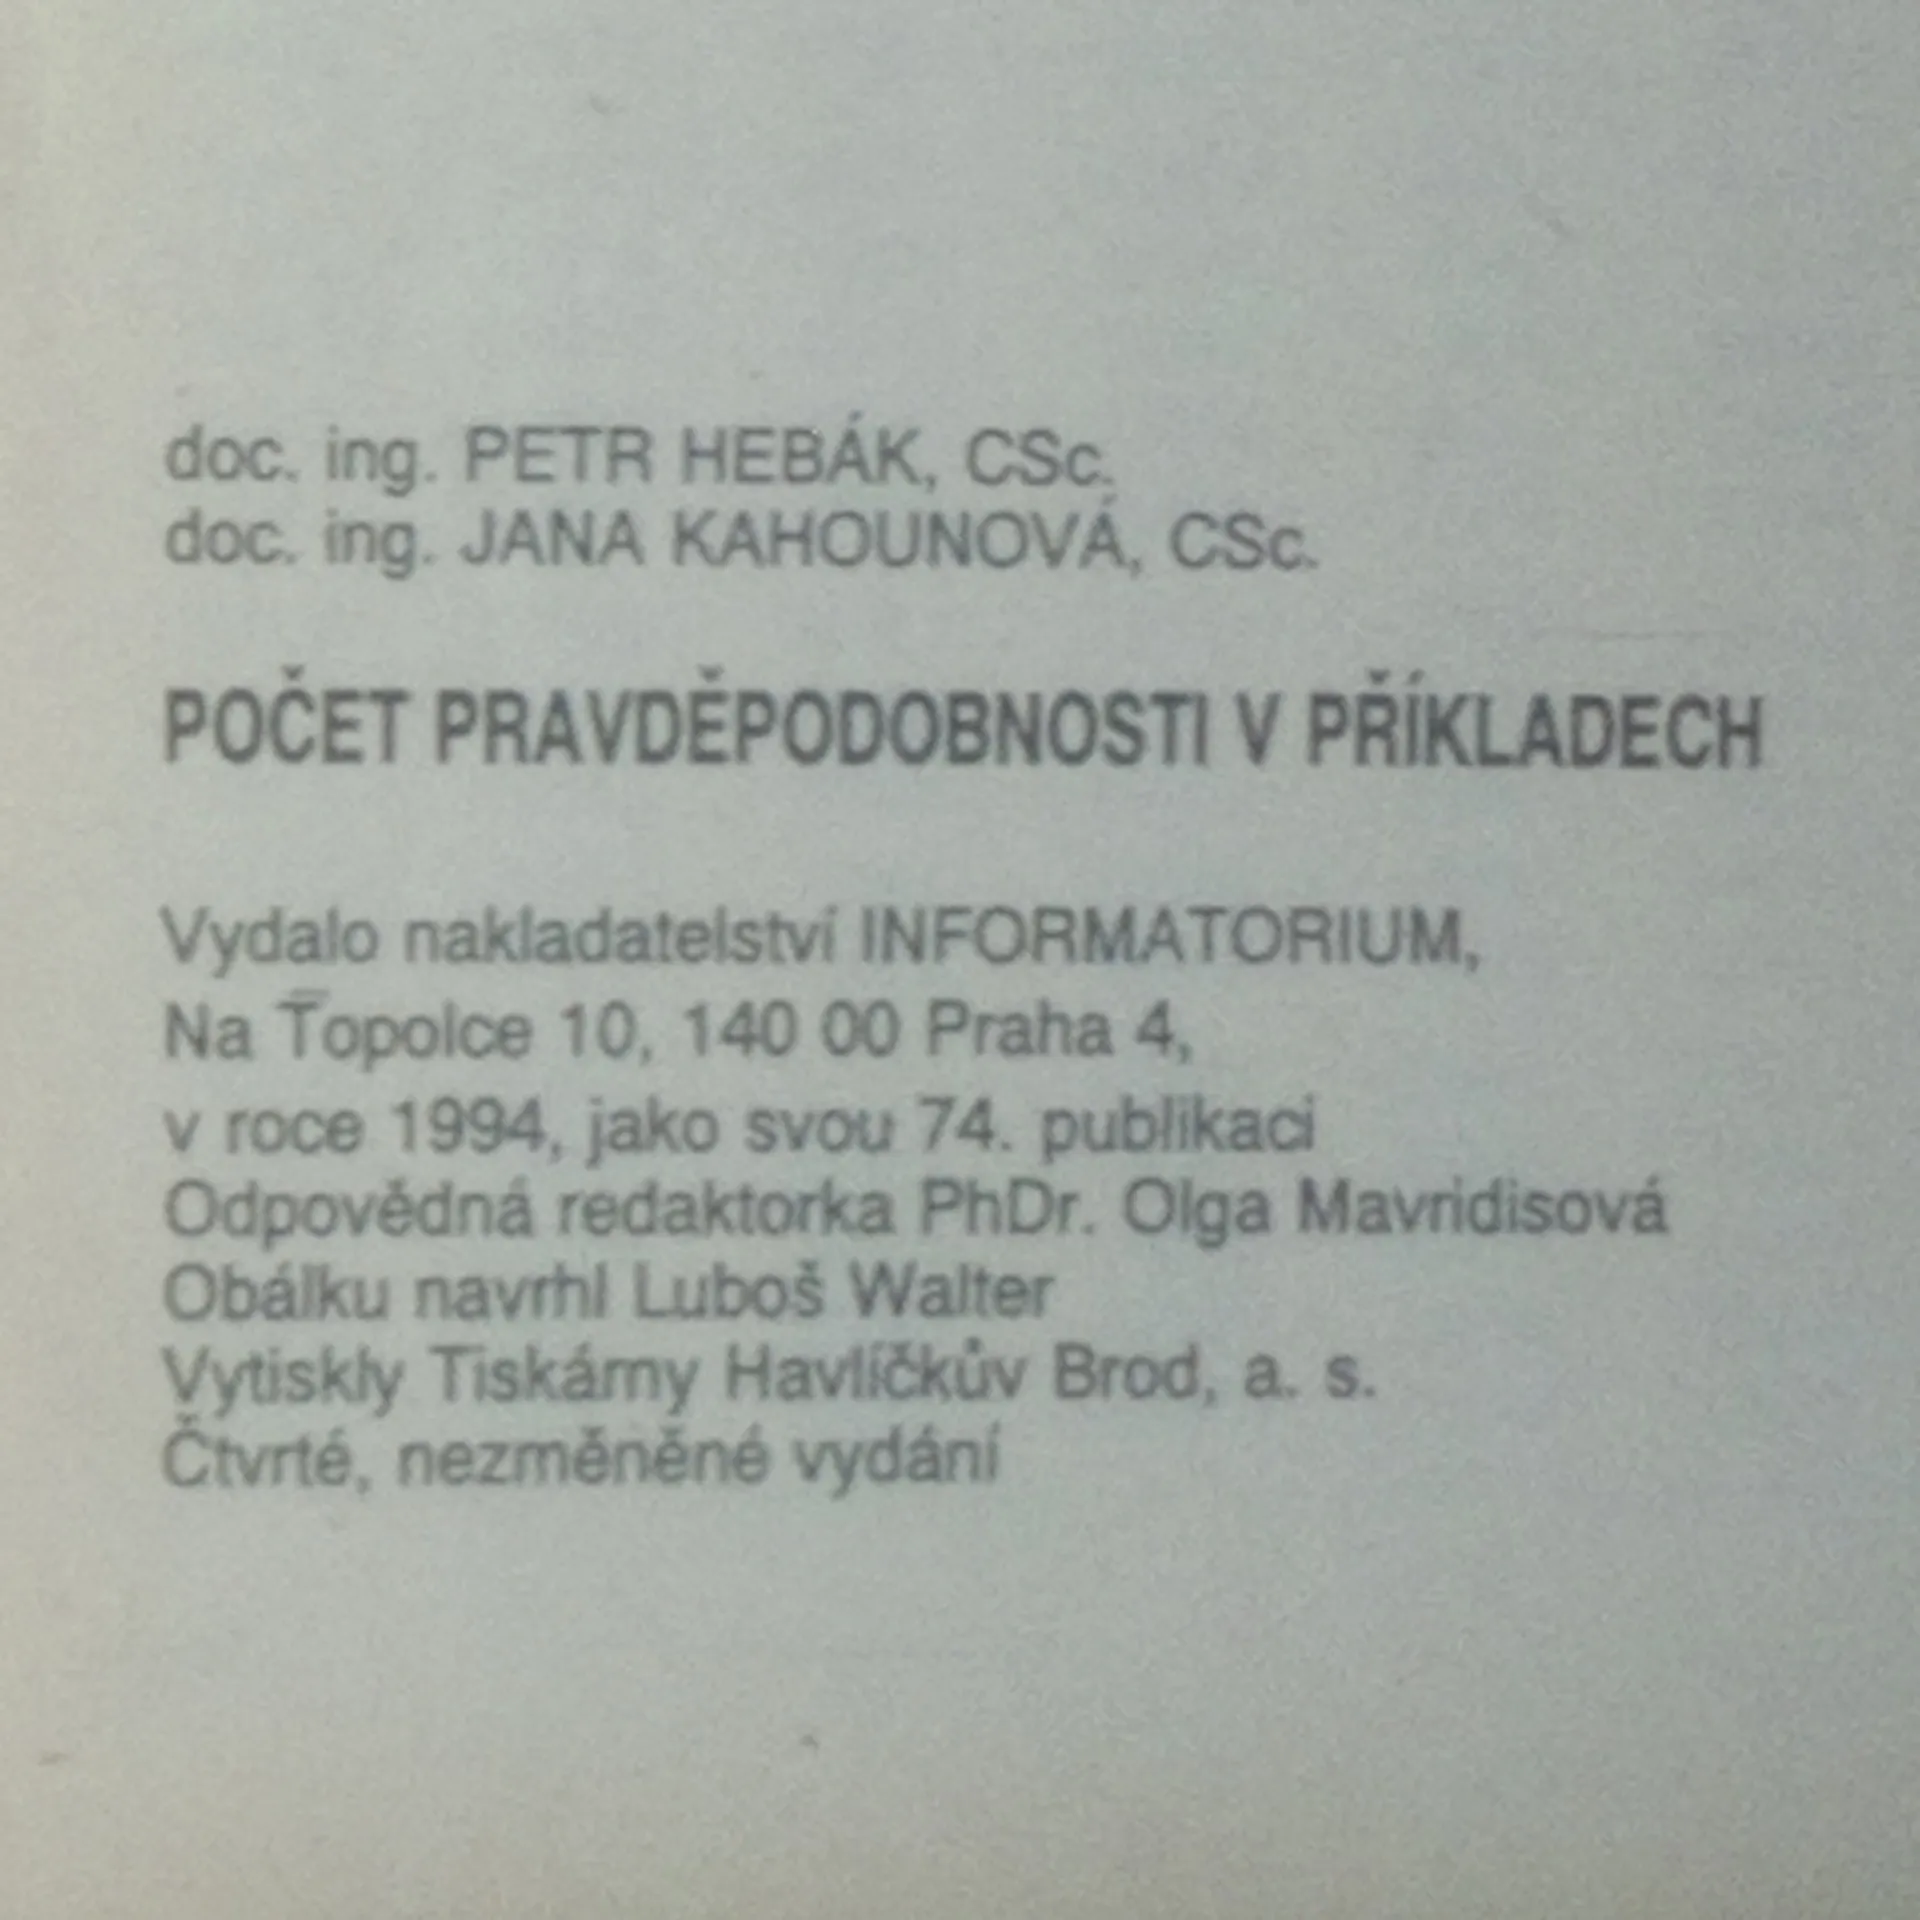 doc. ing. PETR HEBÁK, CSc.
doc. ing. JANA KAHOUNOVÁ, CSc.
POČET PRAVDĚPODOBNOSTI V PŘÍKLADECH
Vydalo nakladatelství INFORMATORIUM,
Na Topolce 10, 140 00 Praha 4,
v roce 1994, jako svou 74. publikaci
Odpovědná redaktorka PhDr. Olga Mavridisová
Obálku navrhl Luboš Walter
Vytiskly Tiskárny Havlíčkův Brod, a. s.
Čtvrté, nezměněné vydání